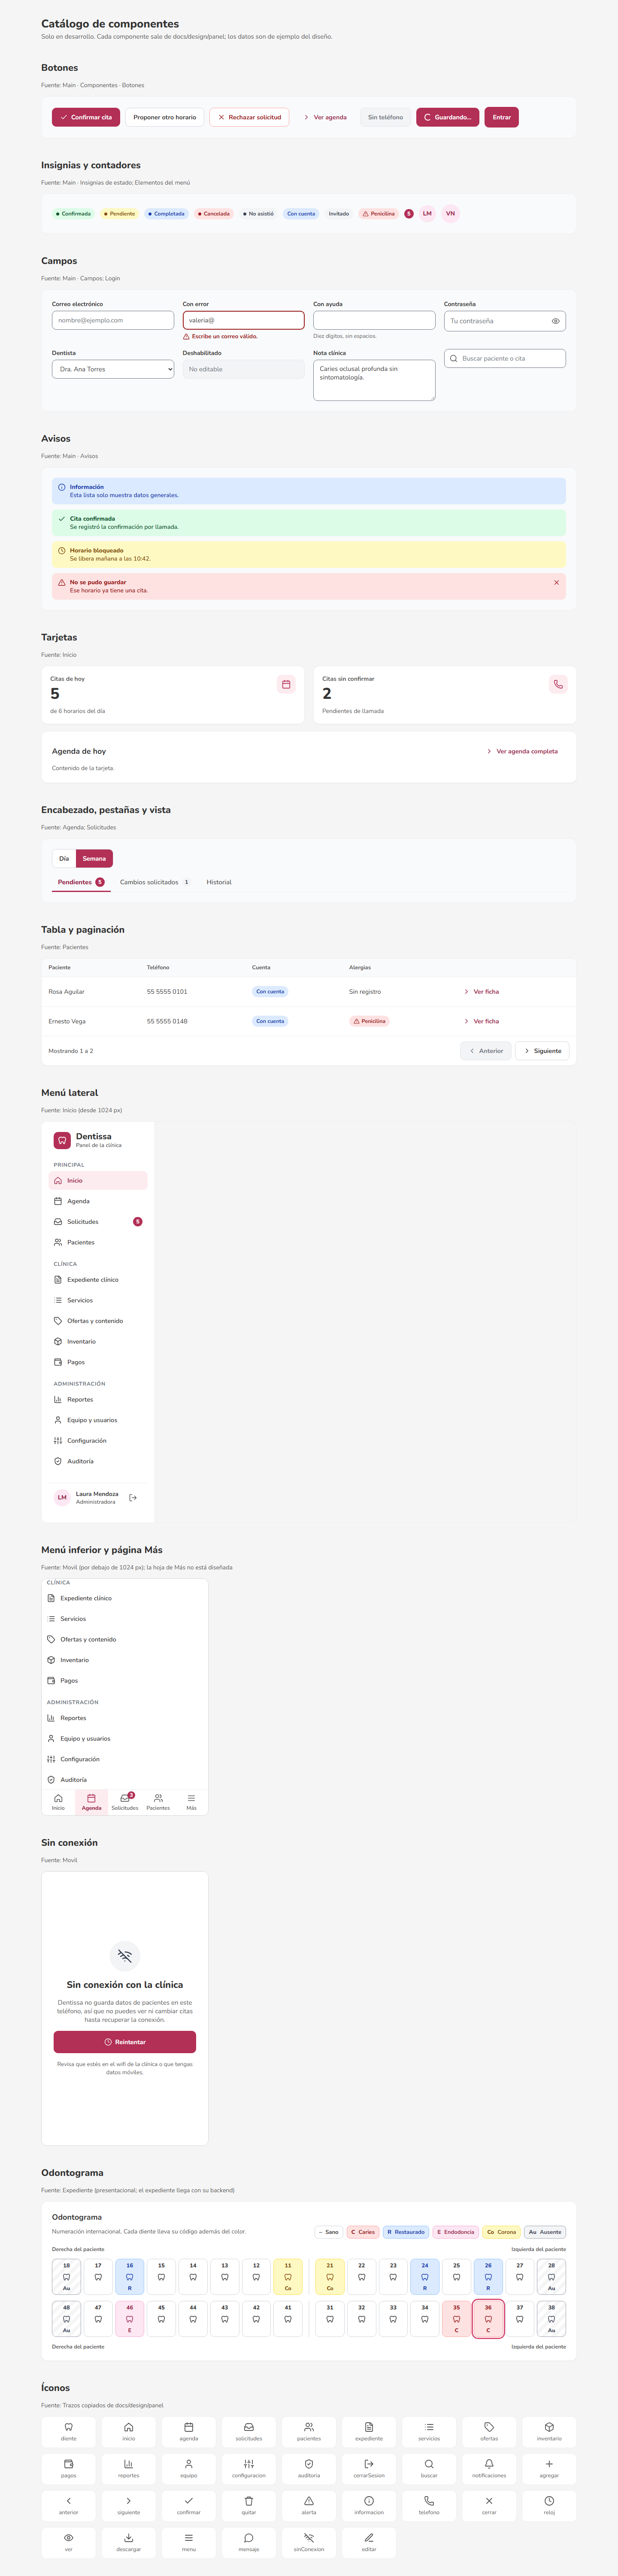 Catálogo de componentes
Solo en desarrollo. Cada componente sale de docs/design/panel; los datos son de ejemplo del diseño.
Botones
Fuente: Main · Componentes · Botones
Confirmar cita Proponer otro horario Rechazar solicitud Ver agenda Sin teléfono Guardando... Entrar
Insignias y contadores
Fuente: Main · Insignias de estado; Elementos del menú
Confirmada Pendiente Completada Cancelada No asistió Con cuenta Invitado Penicilina 5 LM VN
Campos
Fuente: Main · Campos; Login
Correo electrónico Con error Con ayuda Contraseña
nombre@ejemplo.com valeria@ Tu contraseña
Escribe un correo válido. Diez dígitos, sin espacios.
Dentista Deshabilitado Nota clínica
Dra. Ana Torres No editable Caries oclusal profunda sin sintomatología. Buscar paciente o cita
Avisos
Fuente: Main · Avisos
Información
Esta lista solo muestra datos generales.
Cita confirmada
Se registró la confirmación por llamada.
Horario bloqueado
Se libera mañana a las 10:42.
No se pudo guardar
Ese horario ya tiene una cita.
Tarjetas
Fuente: Inicio
Citas de hoy Citas sin confirmar
5 2
de 6 horarios del día Pendientes de llamada
Agenda de hoy Ver agenda completa
Contenido de la tarjeta.
Encabezado, pestañas y vista
Fuente: Agenda; Solicitudes
Día Semana
Pendientes 5 Cambios solicitados 1 Historial
Tabla y paginación
Fuente: Pacientes
Paciente Teléfono Cuenta Alergias
Rosa Aguilar 55 5555 0101 Con cuenta Sin registro Ver ficha
Ernesto Vega 55 5555 0148 Con cuenta Penicilina Ver ficha
Mostrando 1 a 2 Anterior Siguiente
Menú lateral
Fuente: Inicio (desde 1024 px)
Dentissa
Panel de la clínica
PRINCIPAL
Inicio
Agenda
Solicitudes 5
Pacientes
CLÍNICA
Expediente clínico
Servicios
Ofertas y contenido
Inventario
Pagos
ADMINISTRACIÓN
Reportes
Equipo y usuarios
Configuración
Auditoría
LM Laura Mendoza
Administradora
Menú inferior y página Más
Fuente: Movil (por debajo de 1024 px); la hoja de Más no está diseñada
CLÍNICA
Expediente clínico
Servicios
Ofertas y contenido
Inventario
Pagos
ADMINISTRACIÓN
Reportes
Equipo y usuarios
Configuración
Auditoría
3
Inicio Agenda Solicitudes Pacientes Más
Sin conexión
Fuente: Movil
Sin conexión con la clínica
Dentissa no guarda datos de pacientes en este
teléfono, así que no puedes ver ni cambiar citas
hasta recuperar la conexión.
Reintentar
Revisa que estés en el wifi de la clínica o que tengas
datos móviles.
Odontograma
Fuente: Expediente (presentacional; el expediente llega con su backend)
Odontograma
Numeración internacional. Cada diente lleva su código además del color. – Sano C Caries R Restaurado E Endodoncia Co Corona Au Ausente
Derecha del paciente Izquierda del paciente
18 17 16 15 14 13 12 11 21 22 23 24 25 26 27 28
Au R Co Co R R Au
48 47 46 45 44 43 42 41 31 32 33 34 35 36 37 38
Au E C C Au
Derecha del paciente Izquierda del paciente
Íconos
Fuente: Trazos copiados de docs/design/panel
diente inicio agenda solicitudes pacientes expediente servicios ofertas inventario
pagos reportes equipo configuracion auditoria cerrarSesion buscar notificaciones agregar
anterior siguiente confirmar quitar alerta informacion telefono cerrar reloj
ver descargar menu mensaje sinConexion editar